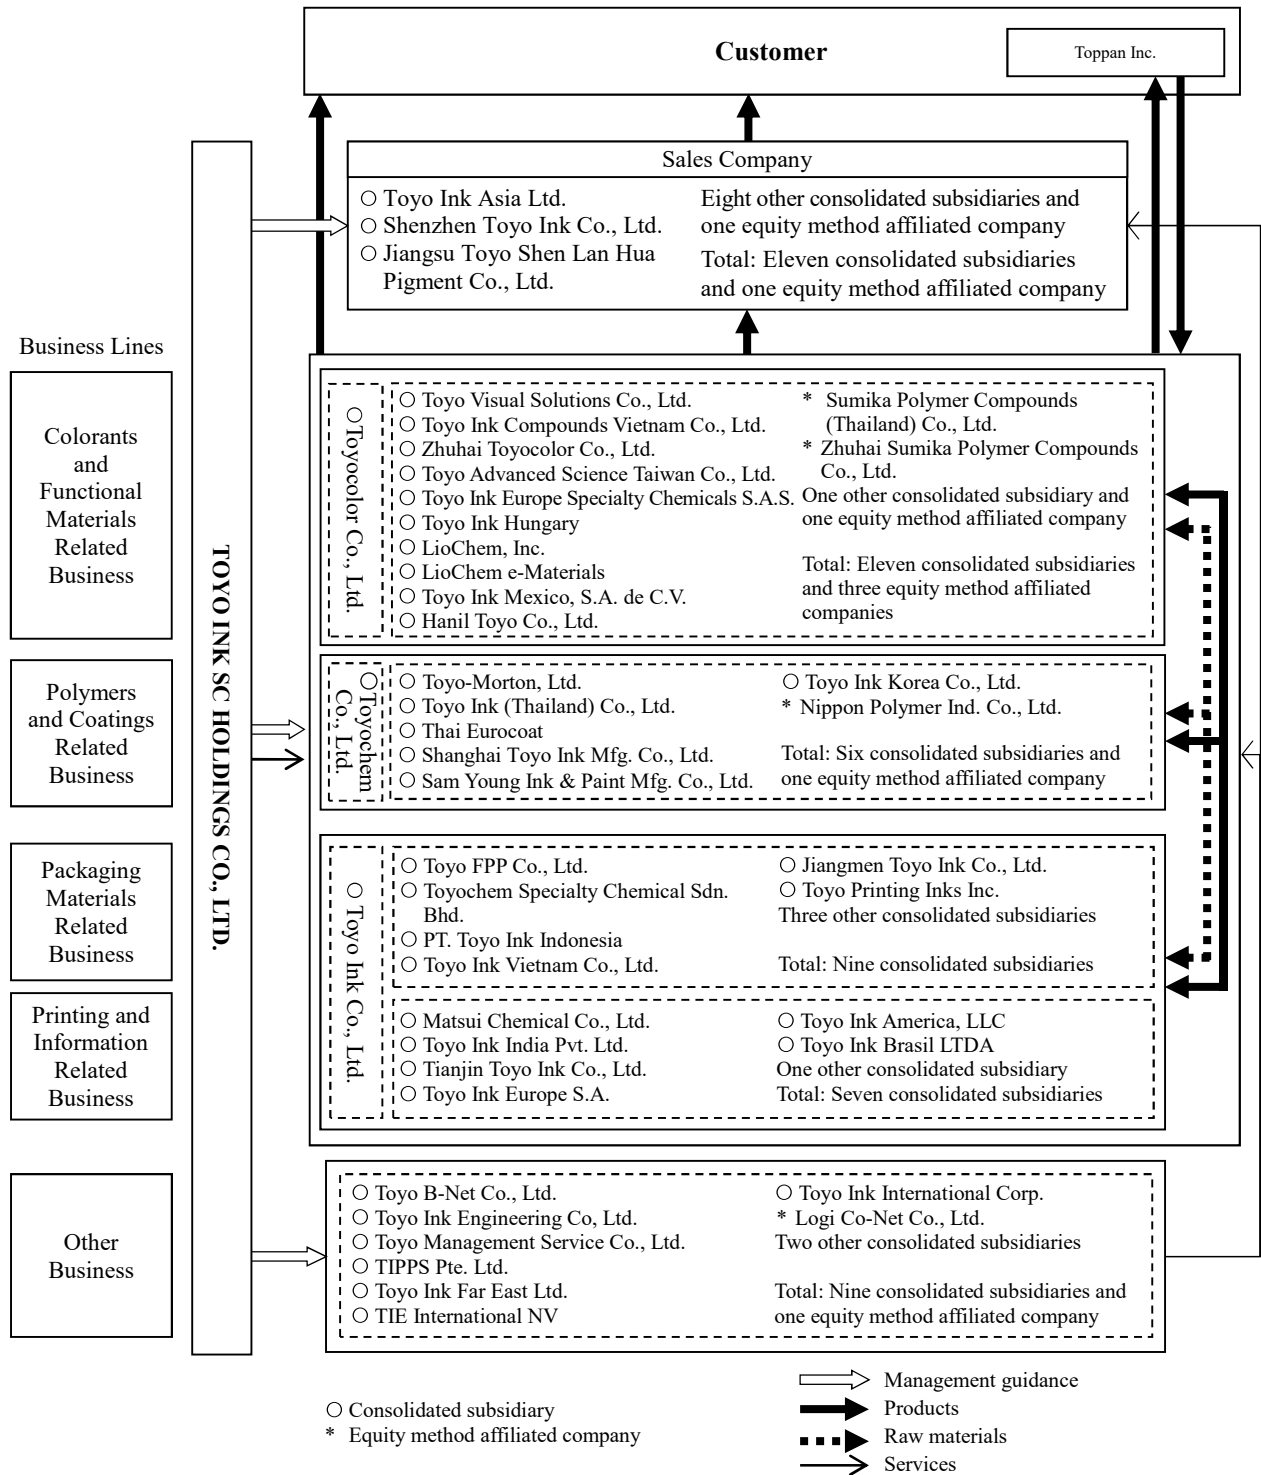 Customer
Toppan Inc.
Sales Company
○ Toyo Ink Asia Ltd.
○ Shenzhen Toyo Ink Co., Ltd.
○ Jiangsu Toyo Shen Lan Hua
Pigment Co., Ltd.
Eight other consolidated subsidiaries and
one equity method affiliated company
Total: Eleven consolidated subsidiaries
and one equity method affiliated company
TOYO INK SC HOLDINGS CO., LTD.
Business Lines
Colorants
and
Functional
Materials
Related
Business
○ Toyocolor Co., Ltd.
○ Toyo Visual Solutions Co., Ltd.
○ Toyo Ink Compounds Vietnam Co., Ltd.
○ Zhuhai Toyocolor Co., Ltd.
○ Toyo Advanced Science Taiwan Co., Ltd.
○ Toyo Ink Europe Specialty Chemicals S.A.S.
○ Toyo Ink Hungary
○ LioChem, Inc.
○ LioChem e-Materials
○ Toyo Ink Mexico, S.A. de C.V.
○ Hanil Toyo Co., Ltd.
* Sumika Polymer Compounds
(Thailand) Co., Ltd.
* Zhuhai Sumika Polymer Compounds
Co., Ltd.
One other consolidated subsidiary and
one equity method affiliated company
Total: Eleven consolidated subsidiaries
and three equity method affiliated
companies
Polymers
and Coatings
Related
Business
○ Toyochem
Co., Ltd.
○ Toyo-Morton, Ltd.
○ Toyo Ink (Thailand) Co., Ltd.
○ Thai Eurocoat
○ Shanghai Toyo Ink Mfg. Co., Ltd.
○ Sam Young Ink & Paint Mfg. Co., Ltd.
○ Toyo Ink Korea Co., Ltd.
* Nippon Polymer Ind. Co., Ltd.
Total: Six consolidated subsidiaries and
one equity method affiliated company
Packaging
Materials
Related
Business
○ Toyo Ink Co., Ltd.
○ Toyo FPP Co., Ltd.
○ Toyochem Specialty Chemical Sdn.
Bhd.
○ PT. Toyo Ink Indonesia
○ Toyo Ink Vietnam Co., Ltd.
○ Jiangmen Toyo Ink Co., Ltd.
○ Toyo Printing Inks Inc.
Three other consolidated subsidiaries
Total: Nine consolidated subsidiaries
Printing and
Information
Related
Business
○ Matsui Chemical Co., Ltd.
○ Toyo Ink India Pvt. Ltd.
○ Tianjin Toyo Ink Co., Ltd.
○ Toyo Ink Europe S.A.
○ Toyo Ink America, LLC
○ Toyo Ink Brasil LTDA
One other consolidated subsidiary
Total: Seven consolidated subsidiaries
Other
Business
○ Toyo B-Net Co., Ltd.
○ Toyo Ink Engineering Co, Ltd.
○ Toyo Management Service Co., Ltd.
○ TIPPS Pte. Ltd.
○ Toyo Ink Far East Ltd.
○ TIE International NV
○ Toyo Ink International Corp.
* Logi Co-Net Co., Ltd.
Two other consolidated subsidiaries
Total: Nine consolidated subsidiaries and
one equity method affiliated company
○ Consolidated subsidiary
* Equity method affiliated company
Management guidance
Products
Raw materials
Services